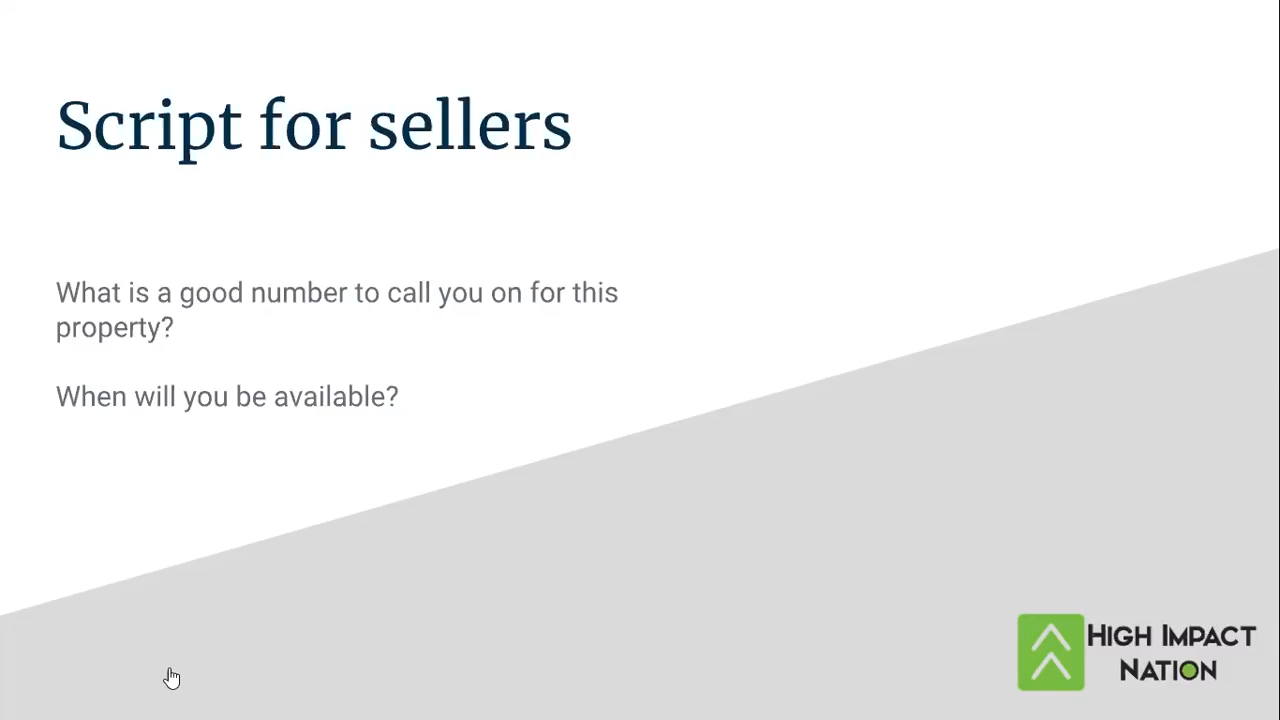 Script for sellers
What is a good number to call you on for this
property?
When will you be available?
HIGH IMPACT
NATION